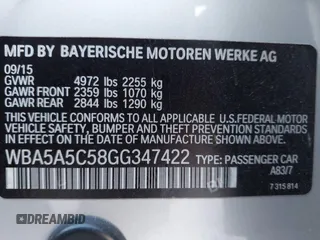 MFD BY BAYERISCHE MOTOREN WERKE AG
09/15
GVWR 4972 lbs 2255 kg
GAWR FRONT 2359 lbs 1070 kg
GAWR REAR 2844 lbs 1290 kg
THIS VEHICLE CONFORMS TO ALL APPLICABLE U.S.FEDERAL MOTOR
VEHICLE SAFETY, BUMPER, AND THEFT PREVENTION STANDARDS
IN EFFECT ON THE DATE OF MANUFACTURE SHOWN ABOVE.
WBA5A5C58GG347422 TYPE: PASSENGER CAR
A83/7
7 315 814
DREAMBID